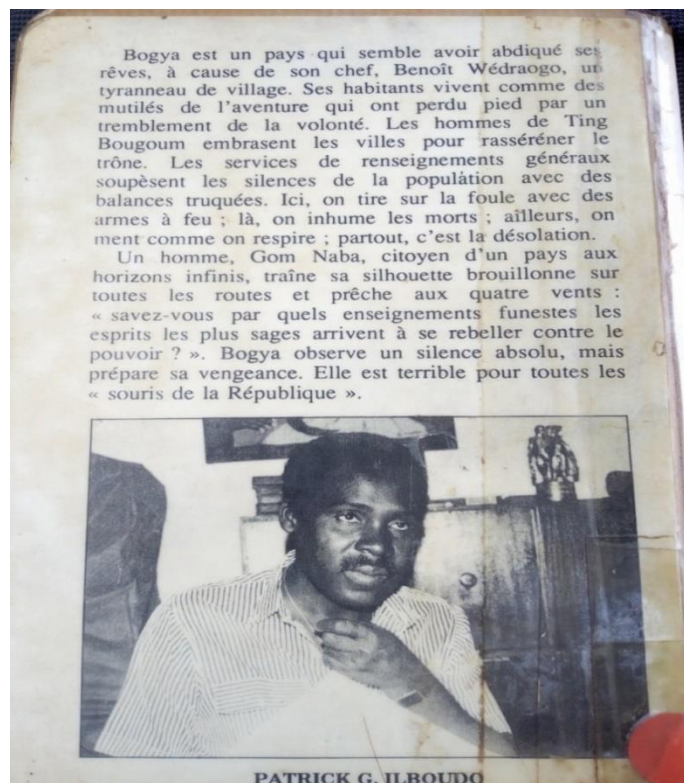 Bogya est un pays qui semble avoir abdiqué ses
rêves, à cause de son chef, Benoît Wédraogo, un
tyranneau de village. Ses habitants vivent comme des
mutilés de l'aventure qui ont perdu pied par un
tremblement de la volonté. Les hommes de Ting
Bougoum embrasent les villes pour rasséréner le
trône. Les services de renseignements généraux
soupèsent les silences de la population avec des
balances truquées. Ici, on tire sur la foule avec des
armes à feu ; là, on inhume les morts ; aîlleurs, on
ment comme on respire ; partout, c'est la désolation.
Un homme, Gom Naba, citoyen d'un pays aux
horizons infinis, traîne sa silhouette brouillonne sur
toutes les routes et prêche aux quatre vents :
« savez-vous par quels enseignements funestes les
esprits les plus sages arrivent à se rebeller contre le
pouvoir ? ». Bogya observe un silence absolu, mais
prépare sa vengeance. Elle est terrible pour toutes les
« souris de la République ».
PATRICK G. ILBOUDO